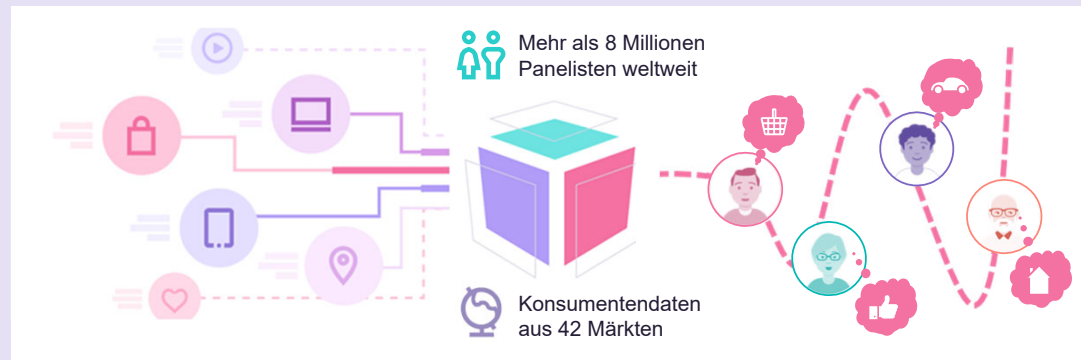 Mehr als 8 Millionen
Panelisten weltweit
Konsumentendaten
aus 42 Märkten